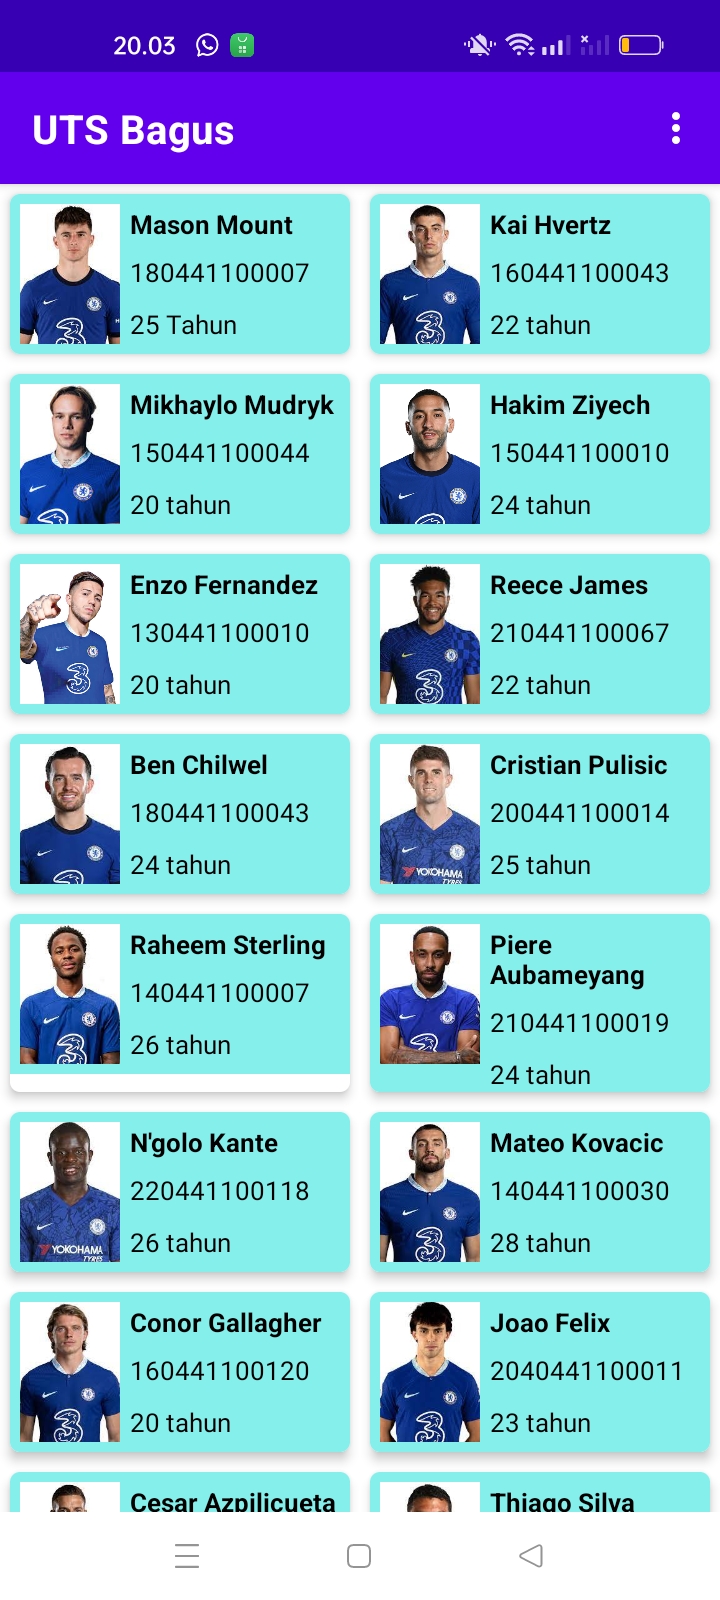 20.03
UTS Bagus
Mason Mount
180441100007
25 Tahun
Kai Hvertz
160441100043
22 tahun
Mikhaylo Mudryk
150441100044
20 tahun
Hakim Ziyech
150441100010
24 tahun
Enzo Fernandez
130441100010
20 tahun
Reece James
210441100067
22 tahun
Ben Chilwel
180441100043
24 tahun
Cristian Pulisic
200441100014
25 tahun
YOKOHAMA
TYRES
Raheem Sterling
140441100007
26 tahun
Piere
Aubameyang
210441100019
24 tahun
N'golo Kante
220441100118
26 tahun
YOKOHAMA
TYRES
Mateo Kovacic
140441100030
28 tahun
Conor Gallagher
160441100120
20 tahun
Joao Felix
2040441100011
23 tahun
Cesar Azpilicueta
Thiago Silva